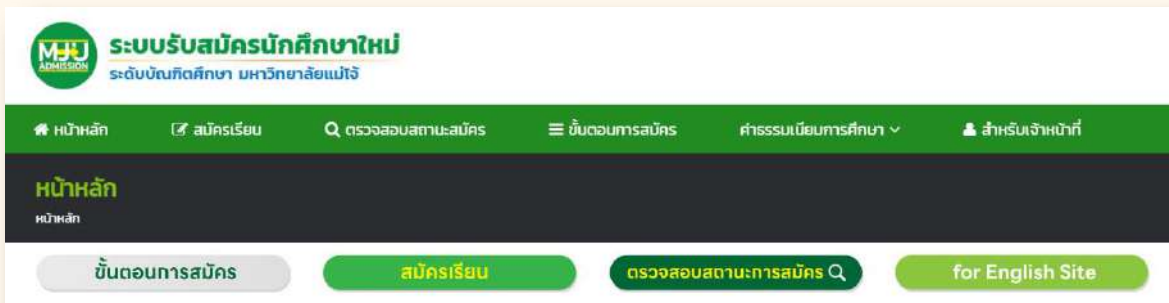 MJU
ADMISSION
ระบบรับสมัครนักศึกษาใหม่
ระดับบัณฑิตศึกษา มหาวิทยาลัยแม่โจ้
หน้าหลัก สมัครเรียน ตรวจสอบสถานะสมัคร ขั้นตอนการสมัคร ค่าธรรมเนียมการศึกษา สำหรับเจ้าหน้าที่
หน้าหลัก
หน้าหลัก
ขั้นตอนการสมัคร สมัครเรียน ตรวจสอบสถานะการสมัคร for English Site